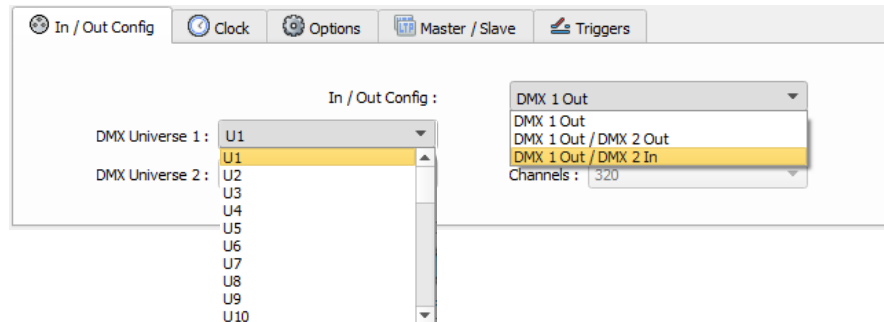 In / Out Config Clock Options LTP Master / Slave Triggers
In / Out Config : DMX 1 Out
DMX 1 Out
DMX Universe 1 : U1 DMX 1 Out / DMX 2 Out
U1 DMX 1 Out / DMX 2 In
DMX Universe 2 : U2 Channels : 320
U3
U4
U5
U6
U7
U8
U9
U10